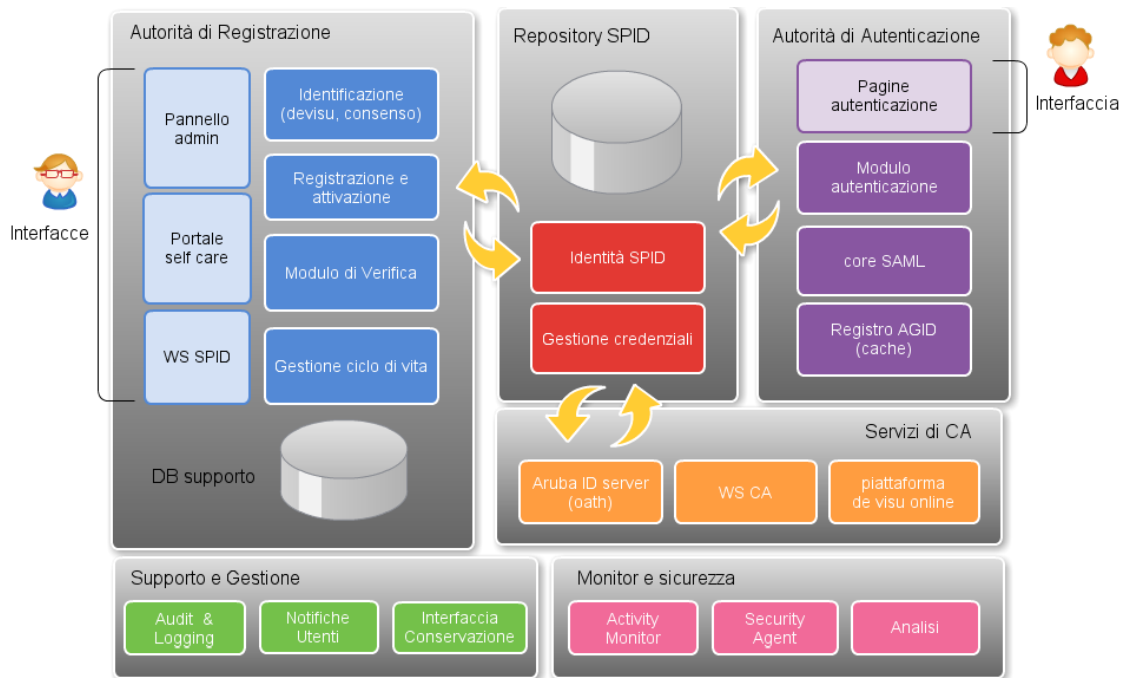 Autorità di Registrazione
Pannello
admin
Portale
self care
WS SPID
Identificazione
(devisu, consenso)
Registrazione e
attivazione
Modulo di Verifica
Gestione ciclo di vita
DB supporto
Interfacce
Repository SPID
Identità SPID
Gestione credenziali
Autorità di Autenticazione
Pagine
autenticazione
Modulo
autenticazione
core SAML
Registro AGID
(cache)
Interfaccia
Servizi di CA
Aruba ID server
(oath)
WS CA
piattaforma
de visu online
Supporto e Gestione
Audit &
Logging
Notifiche
Utenti
Interfaccia
Conservazione
Monitor e sicurezza
Activity
Monitor
Security
Agent
Analisi